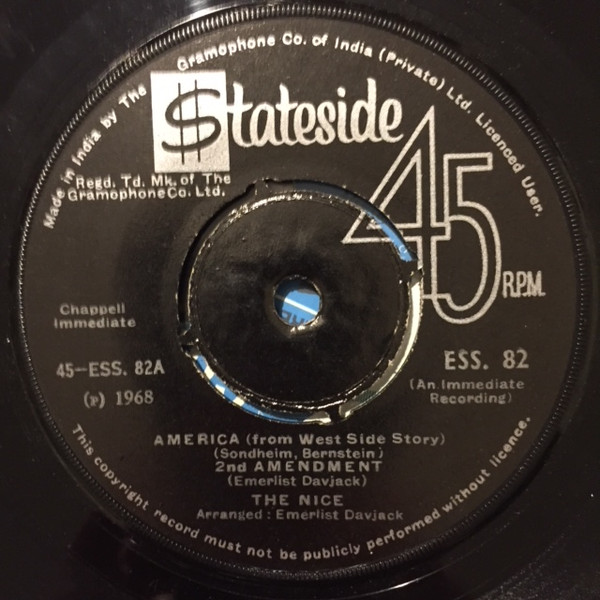 Made in India by The Gramophone Co. of India (Private) Ltd. Licenced User.
$tateside
Regd. Td. Mk. of The
Gramophone Co. Ltd.
45
R.P.M.
Chappell
Immediate
45-ESS. 82A
(P) 1968
ESS. 82
(An Immediate
Recording)
AMERICA (from West Side Story)
(Sondheim, Bernstein)
2nd AMENDMENT
(Emerlist Davjack)
THE NICE
Arranged : Emerlist Davjack
This copyright record must not be publicly performed without licence.